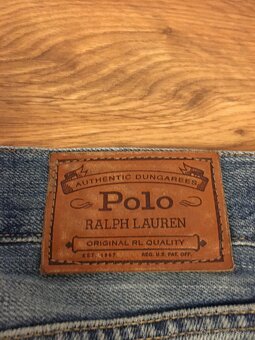 AUTHENTIC DUNGAREES
Polo
RALPH LAUREN
ORIGINAL RL QUALITY
EST. 1967 REG. U.S. PAT. OFF.